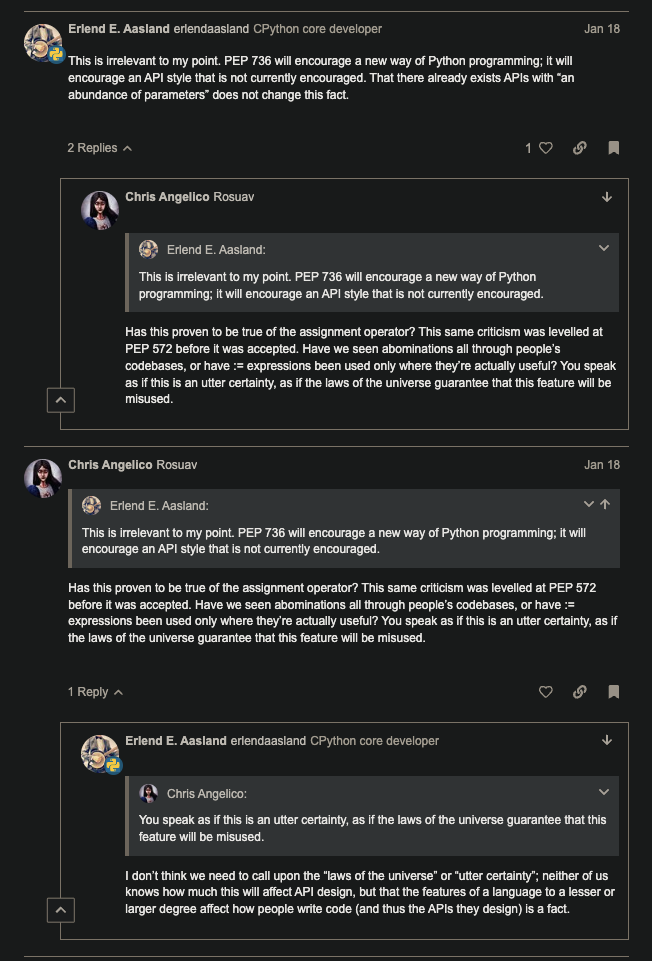 Erlend E. Aasland erlendaasland CPython core developer Jan 18
This is irrelevant to my point. PEP 736 will encourage a new way of Python programming; it will
encourage an API style that is not currently encouraged. That there already exists APIs with “an
abundance of parameters” does not change this fact.
2 Replies 1
Chris Angelico Rosuav
Erlend E. Aasland:
This is irrelevant to my point. PEP 736 will encourage a new way of Python
programming; it will encourage an API style that is not currently encouraged.
Has this proven to be true of the assignment operator? This same criticism was levelled at
PEP 572 before it was accepted. Have we seen abominations all through people’s
codebases, or have := expressions been used only where they’re actually useful? You speak
as if this is an utter certainty, as if the laws of the universe guarantee that this feature will be
misused.
Chris Angelico Rosuav Jan 18
Erlend E. Aasland:
This is irrelevant to my point. PEP 736 will encourage a new way of Python programming; it will
encourage an API style that is not currently encouraged.
Has this proven to be true of the assignment operator? This same criticism was levelled at PEP 572
before it was accepted. Have we seen abominations all through people’s codebases, or have :=
expressions been used only where they’re actually useful? You speak as if this is an utter certainty, as if
the laws of the universe guarantee that this feature will be misused.
1 Reply
Erlend E. Aasland erlendaasland CPython core developer
Chris Angelico:
You speak as if this is an utter certainty, as if the laws of the universe guarantee that this
feature will be misused.
I don’t think we need to call upon the “laws of the universe” or “utter certainty”; neither of us
knows how much this will affect API design, but that the features of a language to a lesser or
larger degree affect how people write code (and thus the APIs they design) is a fact.